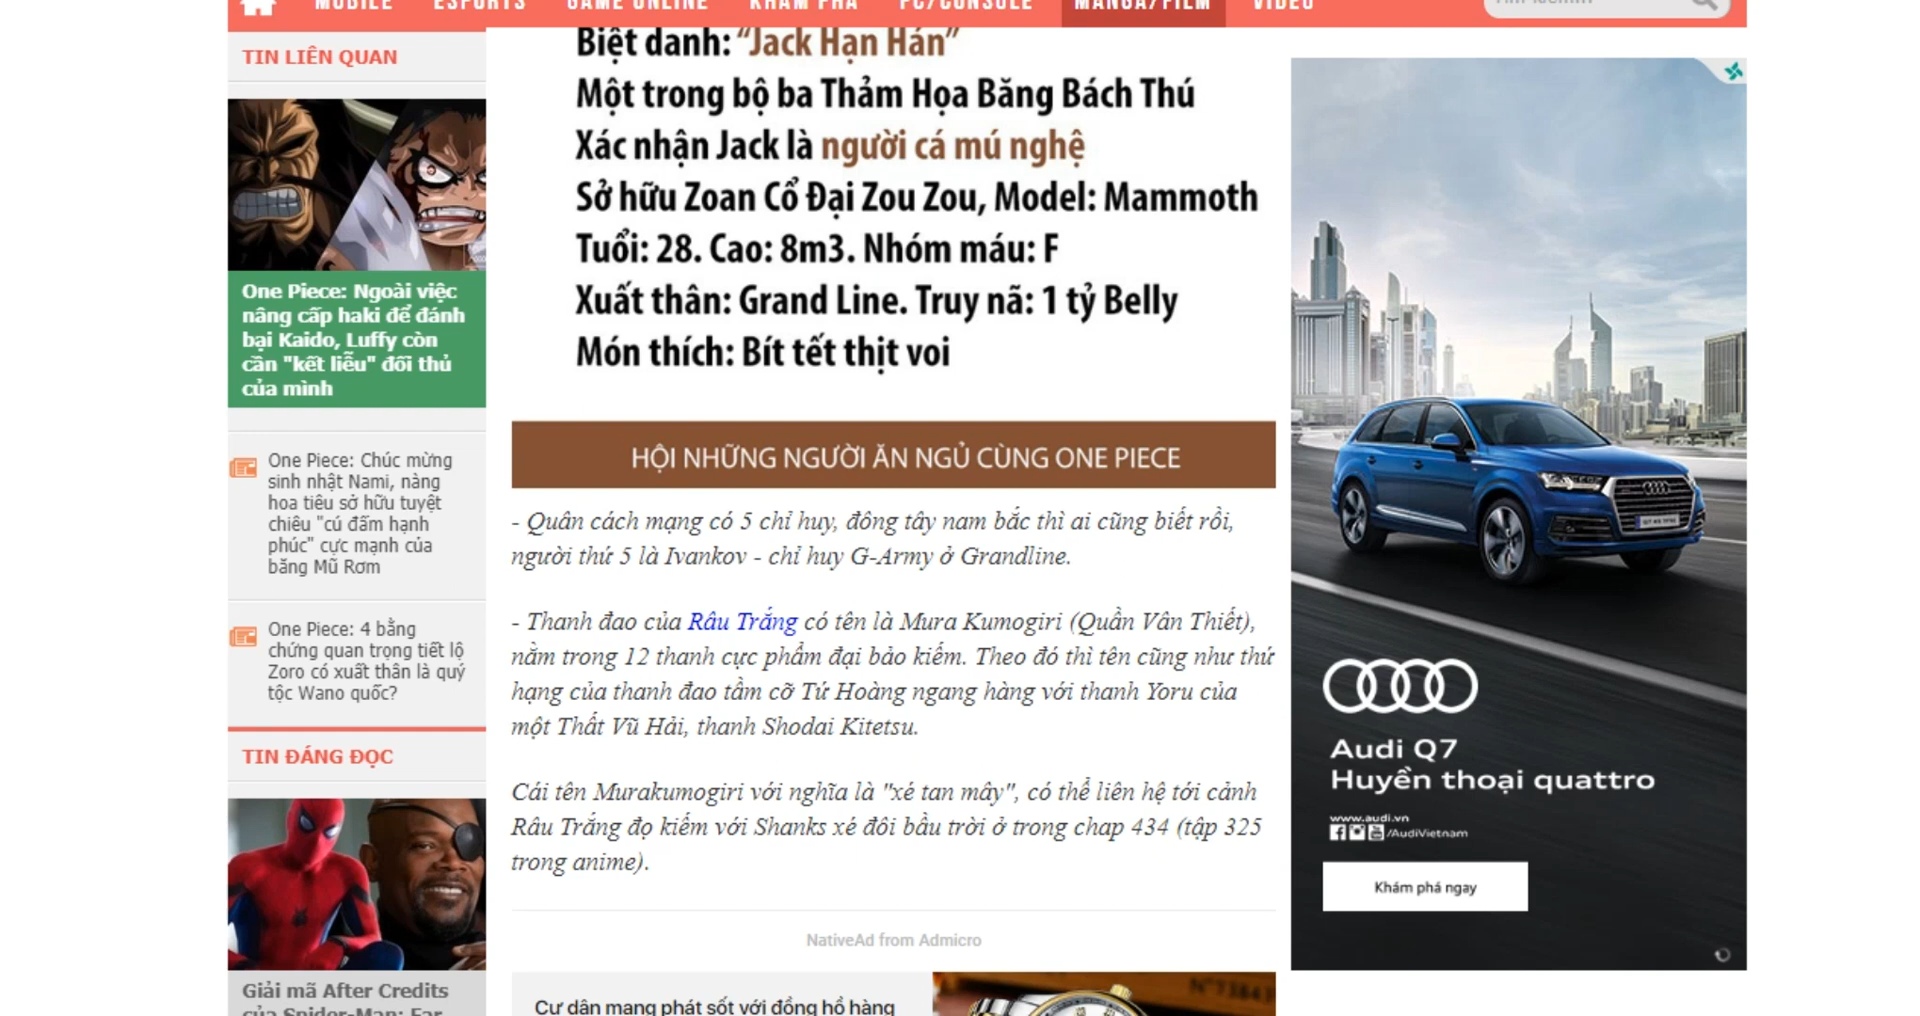 MOBILE ESPORTS GAME ONLINE KHÁM PHÁ PC/CONSOLE MANGA/FILM VIDEO
TIN LIÊN QUAN
One Piece: Ngoài việc
nâng cấp haki để đánh
bại Kaido, Luffy còn
cần "kết liễu" đối thủ
của mình
One Piece: Chúc mừng
sinh nhật Nami, nàng
hoa tiêu sở hữu tuyệt
chiêu "cú đấm hạnh
phúc" cực mạnh của
băng Mũ Rơm
One Piece: 4 bằng
chứng quan trọng tiết lộ
Zoro có xuất thân là quý
tộc Wano quốc?
TIN ĐÁNG ĐỌC
Giải mã After Credits
của Spider-Man: Far
Biệt danh: “Jack Hạn Hán”
Một trong bộ ba Thảm Họa Băng Bách Thú
Xác nhận Jack là người cá mú nghệ
Sở hữu Zoan Cổ Đại Zou Zou, Model: Mammoth
Tuổi: 28. Cao: 8m3. Nhóm máu: F
Xuất thân: Grand Line. Truy nã: 1 tỷ Belly
Món thích: Bít tết thịt voi
HỘI NHỮNG NGƯỜI ĂN NGỦ CÙNG ONE PIECE
- Quân cách mạng có 5 chỉ huy, đông tây nam bắc thì ai cũng biết rồi,
người thứ 5 là Ivankov - chỉ huy G-Army ở Grandline.
- Thanh đao của Râu Trắng có tên là Mura Kumogiri (Quần Vân Thiết),
nằm trong 12 thanh cực phẩm đại bảo kiếm. Theo đó thì tên cũng như thứ
hạng của thanh đao tầm cỡ Tứ Hoàng ngang hàng với thanh Yoru của
một Thất Vũ Hải, thanh Shodai Kitetsu.
Cái tên Murakumogiri với nghĩa là "xé tan mây", có thể liên hệ tới cảnh
Râu Trắng đọ kiếm với Shanks xé đôi bầu trời ở trong chap 434 (tập 325
trong anime).
NativeAd from Admicro
Cư dân mạng phát sốt với đồng hồ hàng
Audi Q7
Huyền thoại quattro
www.audi.vn
/AudiVietnam
Khám phá ngay